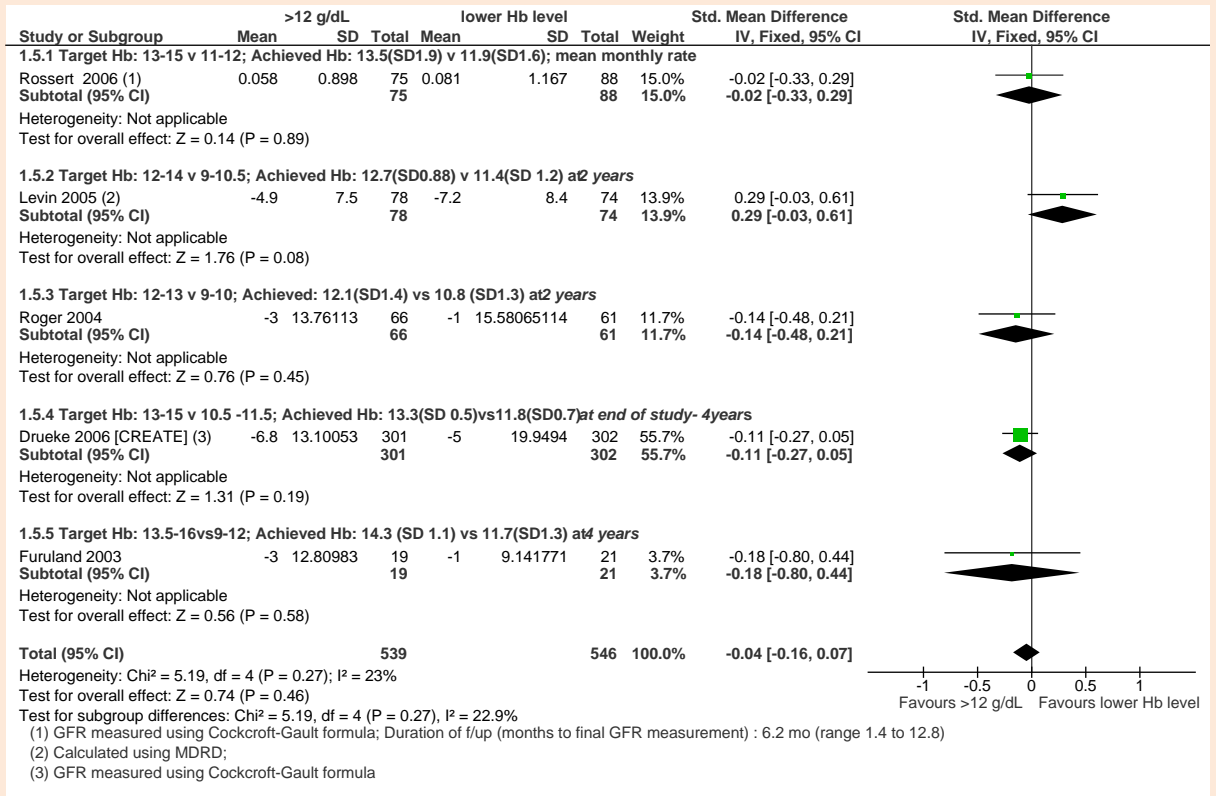 >12 g/dL lower Hb level Std. Mean Difference Std. Mean Difference
Study or Subgroup Mean SD Total Mean SD Total Weight IV, Fixed, 95% CI IV, Fixed, 95% CI
1.5.1 Target Hb: 13-15 v 11-12; Achieved Hb: 13.5(SD1.9) v 11.9(SD1.6); mean monthly rate
Rossert 2006 (1) 0.058 0.898 75 0.081 1.167 88 15.0% -0.02 [-0.33, 0.29]
Subtotal (95% CI) 75 88 15.0% -0.02 [-0.33, 0.29]
Heterogeneity: Not applicable
Test for overall effect: Z = 0.14 (P = 0.89)
1.5.2 Target Hb: 12-14 v 9-10.5; Achieved Hb: 12.7(SD0.88) v 11.4(SD 1.2) at2 years
Levin 2005 (2) -4.9 7.5 78 -7.2 8.4 74 13.9% 0.29 [-0.03, 0.61]
Subtotal (95% CI) 78 74 13.9% 0.29 [-0.03, 0.61]
Heterogeneity: Not applicable
Test for overall effect: Z = 1.76 (P = 0.08)
1.5.3 Target Hb: 12-13 v 9-10; Achieved: 12.1(SD1.4) vs 10.8 (SD1.3) at2 years
Roger 2004 -3 13.76113 66 -1 15.58065114 61 11.7% -0.14 [-0.48, 0.21]
Subtotal (95% CI) 66 61 11.7% -0.14 [-0.48, 0.21]
Heterogeneity: Not applicable
Test for overall effect: Z = 0.76 (P = 0.45)
1.5.4 Target Hb: 13-15 v 10.5 -11.5; Achieved Hb: 13.3(SD 0.5)vs11.8(SD0.7)at end of study- 4years
Drueke 2006 [CREATE] (3) -6.8 13.10053 301 -5 19.9494 302 55.7% -0.11 [-0.27, 0.05]
Subtotal (95% CI) 301 302 55.7% -0.11 [-0.27, 0.05]
Heterogeneity: Not applicable
Test for overall effect: Z = 1.31 (P = 0.19)
1.5.5 Target Hb: 13.5-16vs9-12; Achieved Hb: 14.3 (SD 1.1) vs 11.7(SD1.3) at4 years
Furuland 2003 -3 12.80983 19 -1 9.141771 21 3.7% -0.18 [-0.80, 0.44]
Subtotal (95% CI) 19 21 3.7% -0.18 [-0.80, 0.44]
Heterogeneity: Not applicable
Test for overall effect: Z = 0.56 (P = 0.58)
Total (95% CI) 539 546 100.0% -0.04 [-0.16, 0.07]
Heterogeneity: Chi² = 5.19, df = 4 (P = 0.27); I² = 23%
Test for overall effect: Z = 0.74 (P = 0.46)
Test for subgroup differences: Chi² = 5.19, df = 4 (P = 0.27), I² = 22.9%
-1 -0.5 0 0.5 1
Favours >12 g/dL Favours lower Hb level
(1) GFR measured using Cockcroft-Gault formula; Duration of f/up (months to final GFR measurement) : 6.2 mo (range 1.4 to 12.8)
(2) Calculated using MDRD;
(3) GFR measured using Cockcroft-Gault formula